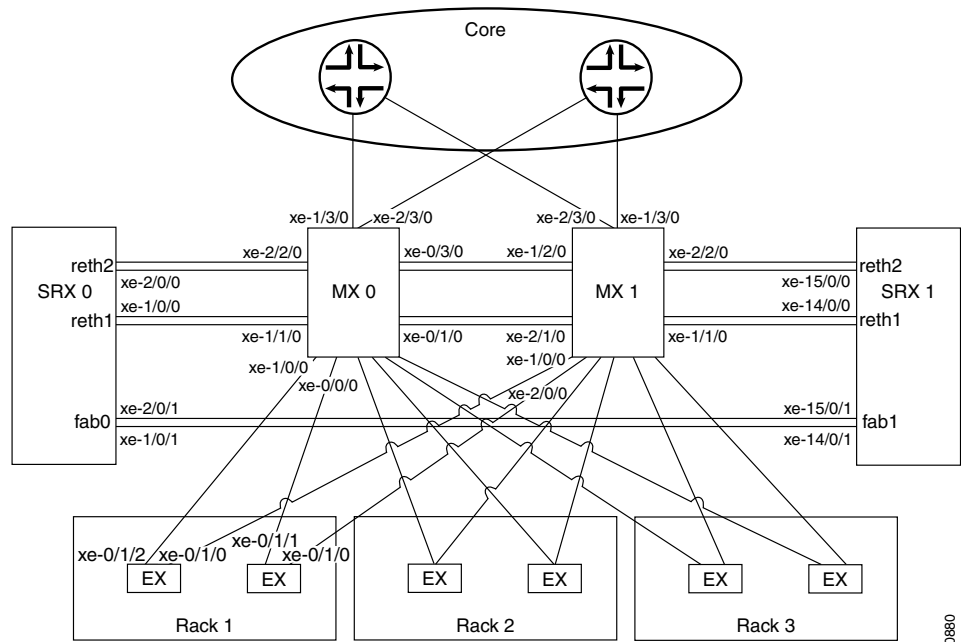 Core
xe-1/3/0 xe-2/3/0
xe-2/3/0 xe-1/3/0
xe-2/2/0
xe-0/3/0
xe-1/2/0
xe-2/2/0
reth2
reth2
SRX 0
xe-2/0/0
MX 0
MX 1
xe-15/0/0
SRX 1
xe-1/0/0
xe-14/0/0
reth1
reth1
xe-1/1/0
xe-0/1/0
xe-2/1/0
xe-1/1/0
xe-1/0/0
xe-1/0/0
xe-0/0/0
xe-2/0/0
fab0
xe-2/0/1
xe-15/0/1
fab1
xe-1/0/1
xe-14/0/1
xe-0/1/2 xe-0/1/0
xe-0/1/1
xe-0/1/0
EX
EX
EX
EX
EX
EX
Rack 1
Rack 2
Rack 3